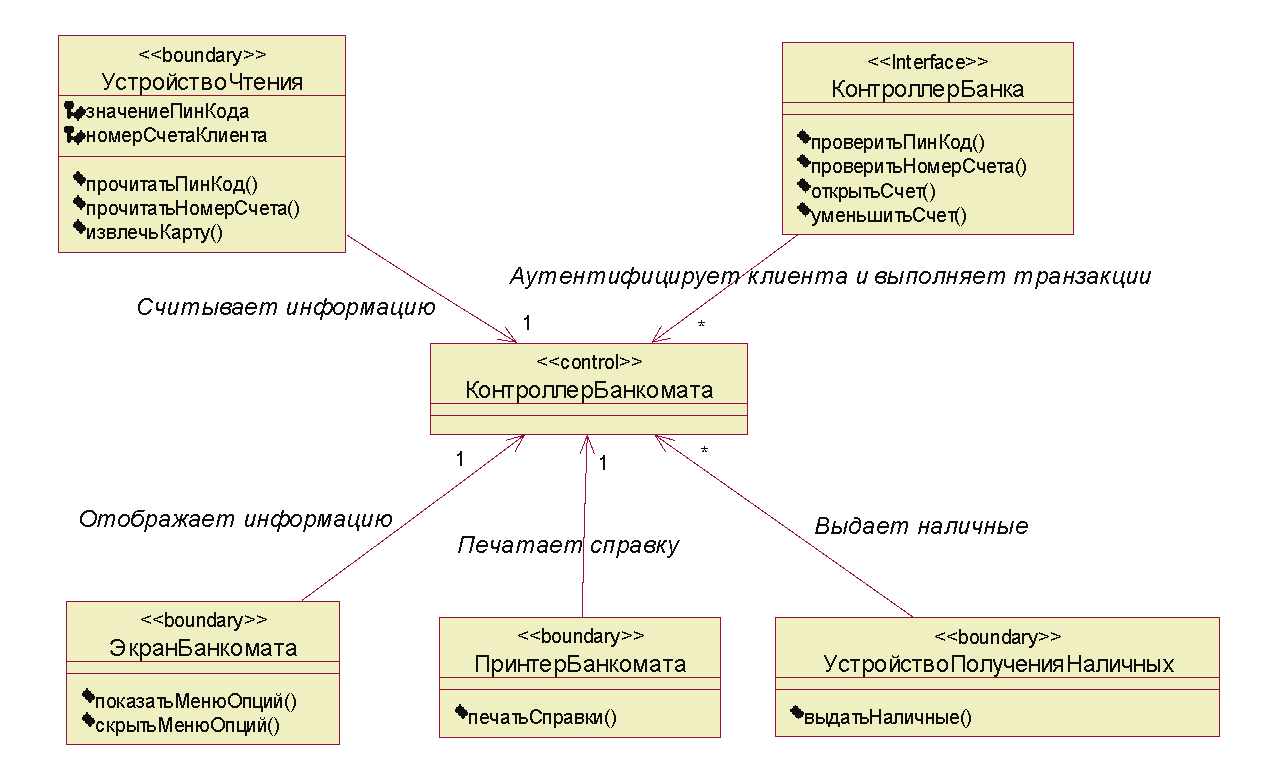 <<boundary>>
УстройствоЧтения
значениеПинКода
номерСчетаКлиента
прочитатьПинКод()
прочитатьНомерСчета()
извлечьКарту()
<<Interface>>
КонтроллерБанка
проверитьПинКод()
проверитьНомерСчета()
открытьСчет()
уменьшитьСчет()
Считывает информацию
1
Аутентифицирует клиента и выполняет транзакции
*
<<control>>
КонтроллерБанкомата
1
1
*
Отображает информацию
Печатает справку
Выдает наличные
<<boundary>>
ЭкранБанкомата
показатьМенюОпций()
скрытьМенюОпций()
<<boundary>>
ПринтерБанкомата
печатьСправки()
<<boundary>>
УстройствоПолученияНаличных
выдатьНаличные()